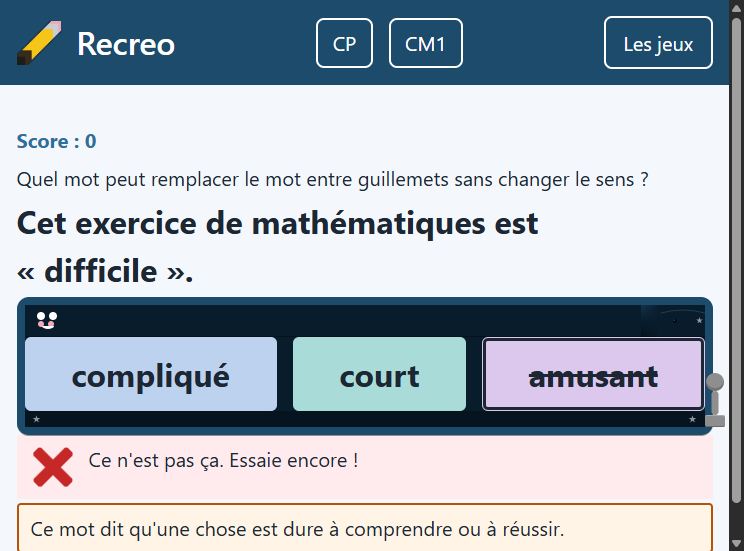 Recreo
CP
CM1
Les jeux
Score : 0
Quel mot peut remplacer le mot entre guillemets sans changer le sens ?
Cet exercice de mathématiques est
« difficile ».
compliqué
court
amusant
Ce n'est pas ça. Essaie encore !
Ce mot dit qu'une chose est dure à comprendre ou à réussir.